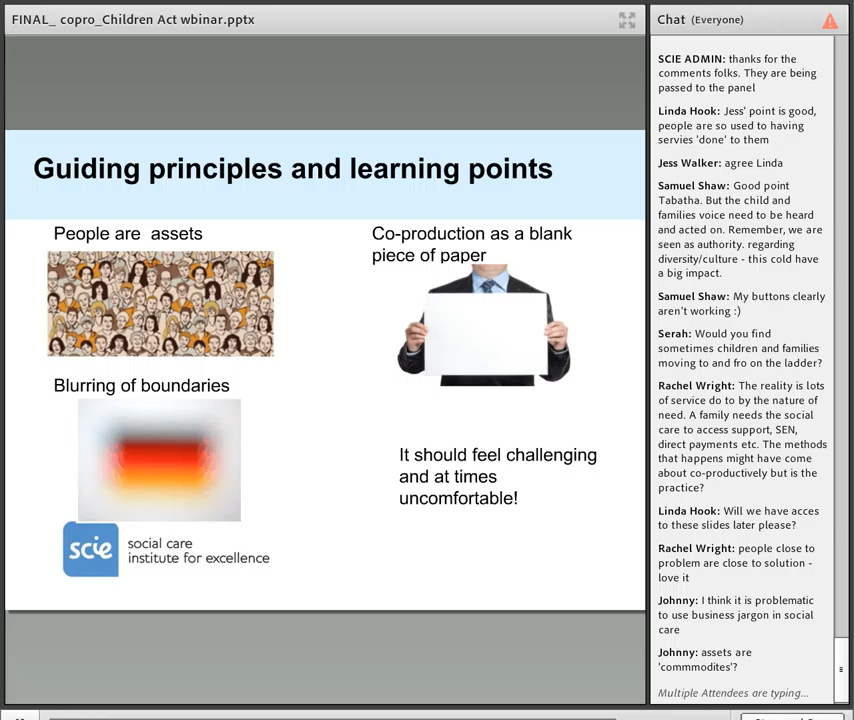 FINAL_ copro_Children Act wbinar.pptx
Guiding principles and learning points
People are  assets
Co-production as a blank
piece of paper
Blurring of boundaries
It should feel challenging
and at times
uncomfortable!
scie
social care
institute for excellence
Chat (Everyone)
SCIE ADMIN: thanks for the
comments folks. They are being
passed to the panel
Linda Hook: Jess' point is good,
people are so used to having
servies 'done' to them
Jess Walker: agree Linda
Samuel Shaw: Good point
Tabatha. But the child and
families voice need to be heard
and acted on. Remember, we are
seen as authority. regarding
diversity/culture - this cold have
a big impact.
Samuel Shaw: My buttons clearly
aren't working :)
Serah: Would you find
sometimes children and families
moving to and fro on the ladder?
Rachel Wright: The reality is lots
of service do to by the nature of
need. A family needs the social
care to access support, SEN,
direct payments etc. The methods
that happens might have come
about co-productively but is the
practice?
Linda Hook: Will we have acces
to these slides later please?
Rachel Wright: people close to
problem are close to solution -
love it
Johnny: I think it is problematic
to use business jargon in social
care
Johnny: assets are
'commmodites'?
Multiple Attendees are typing...